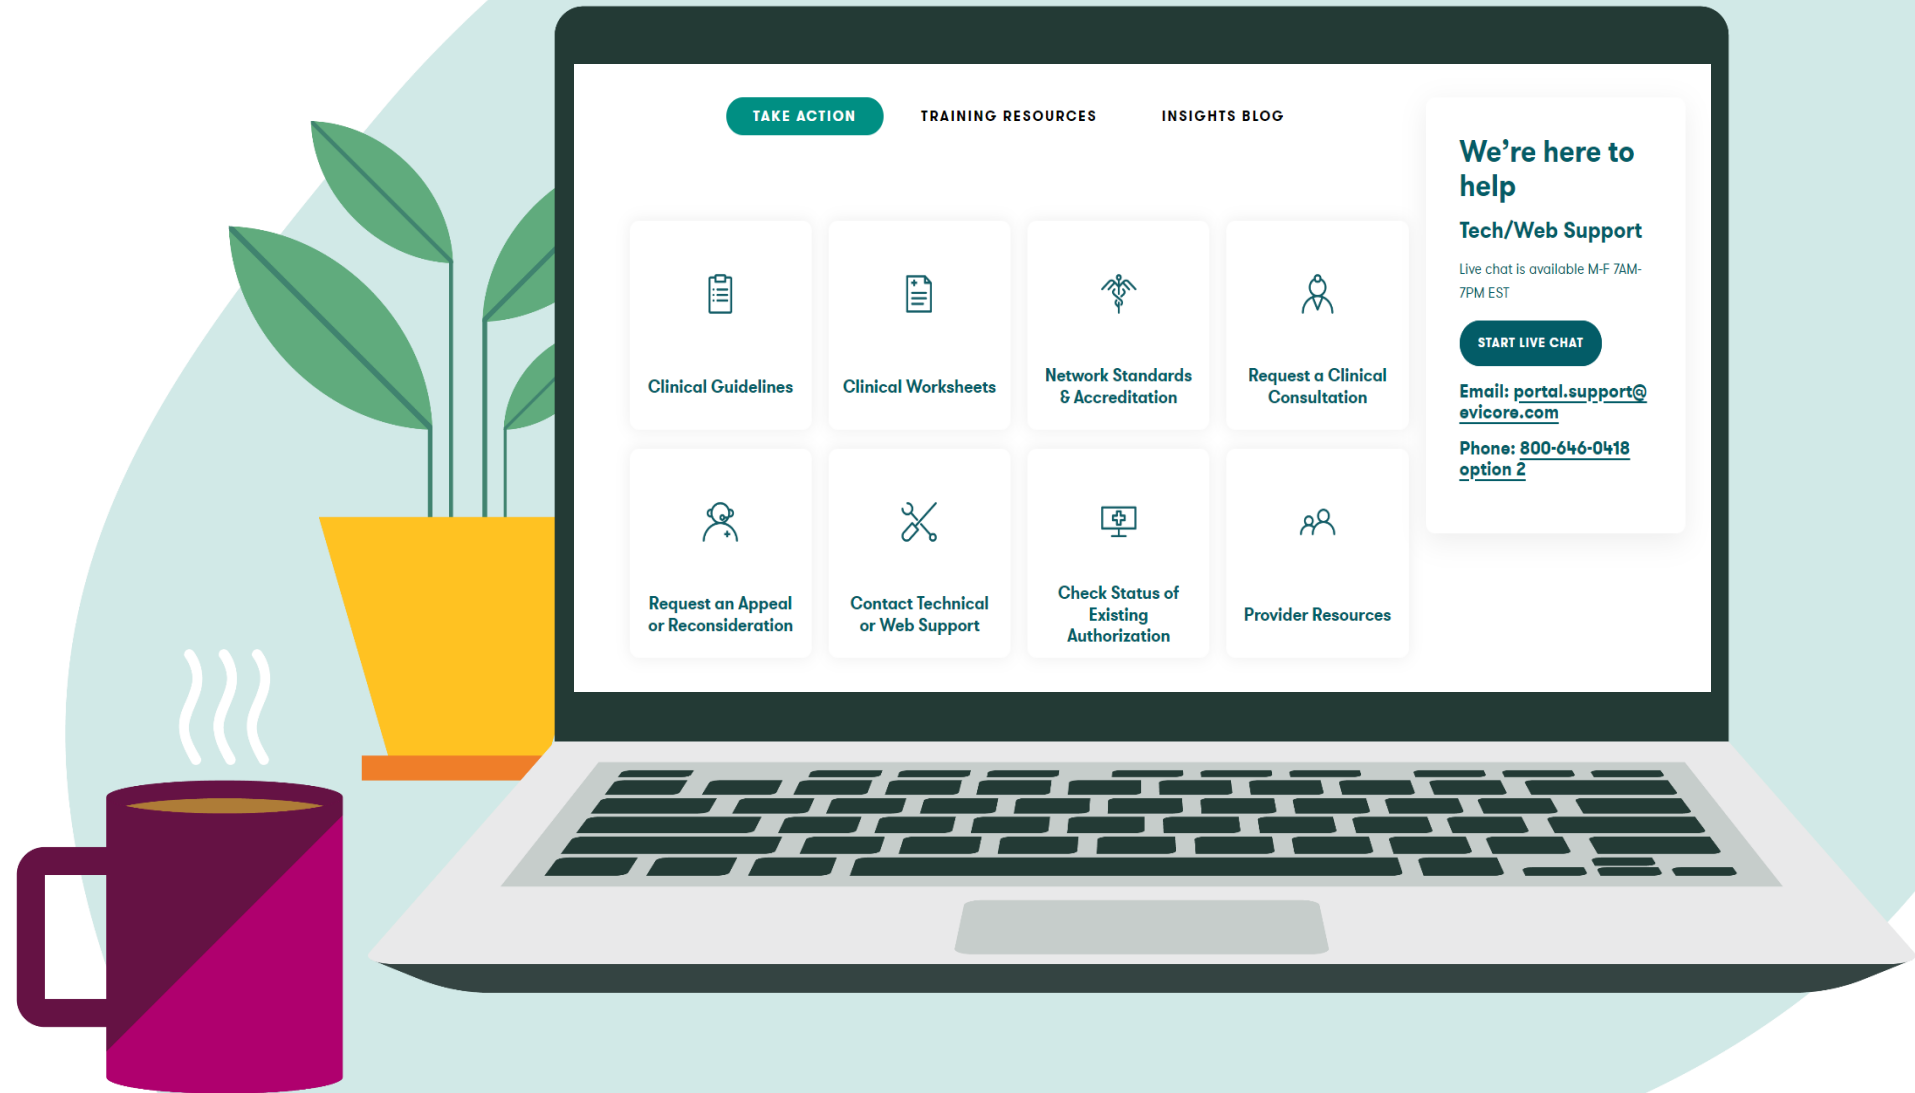 TAKE ACTION
TRAINING RESOURCES
INSIGHTS BLOG
Clinical Guidelines
Clinical Worksheets
Network Standards
& Accreditation
Request a Clinical
Consultation
Request an Appeal
or Reconsideration
Contact Technical
or Web Support
Check Status of
Existing
Authorization
Provider Resources
We’re here to
help
Tech/Web Support
Live chat is available M-F 7AM-
7PM EST
START LIVE CHAT
Email: portal.support@
evicore.com
Phone: 800-646-0418
option 2